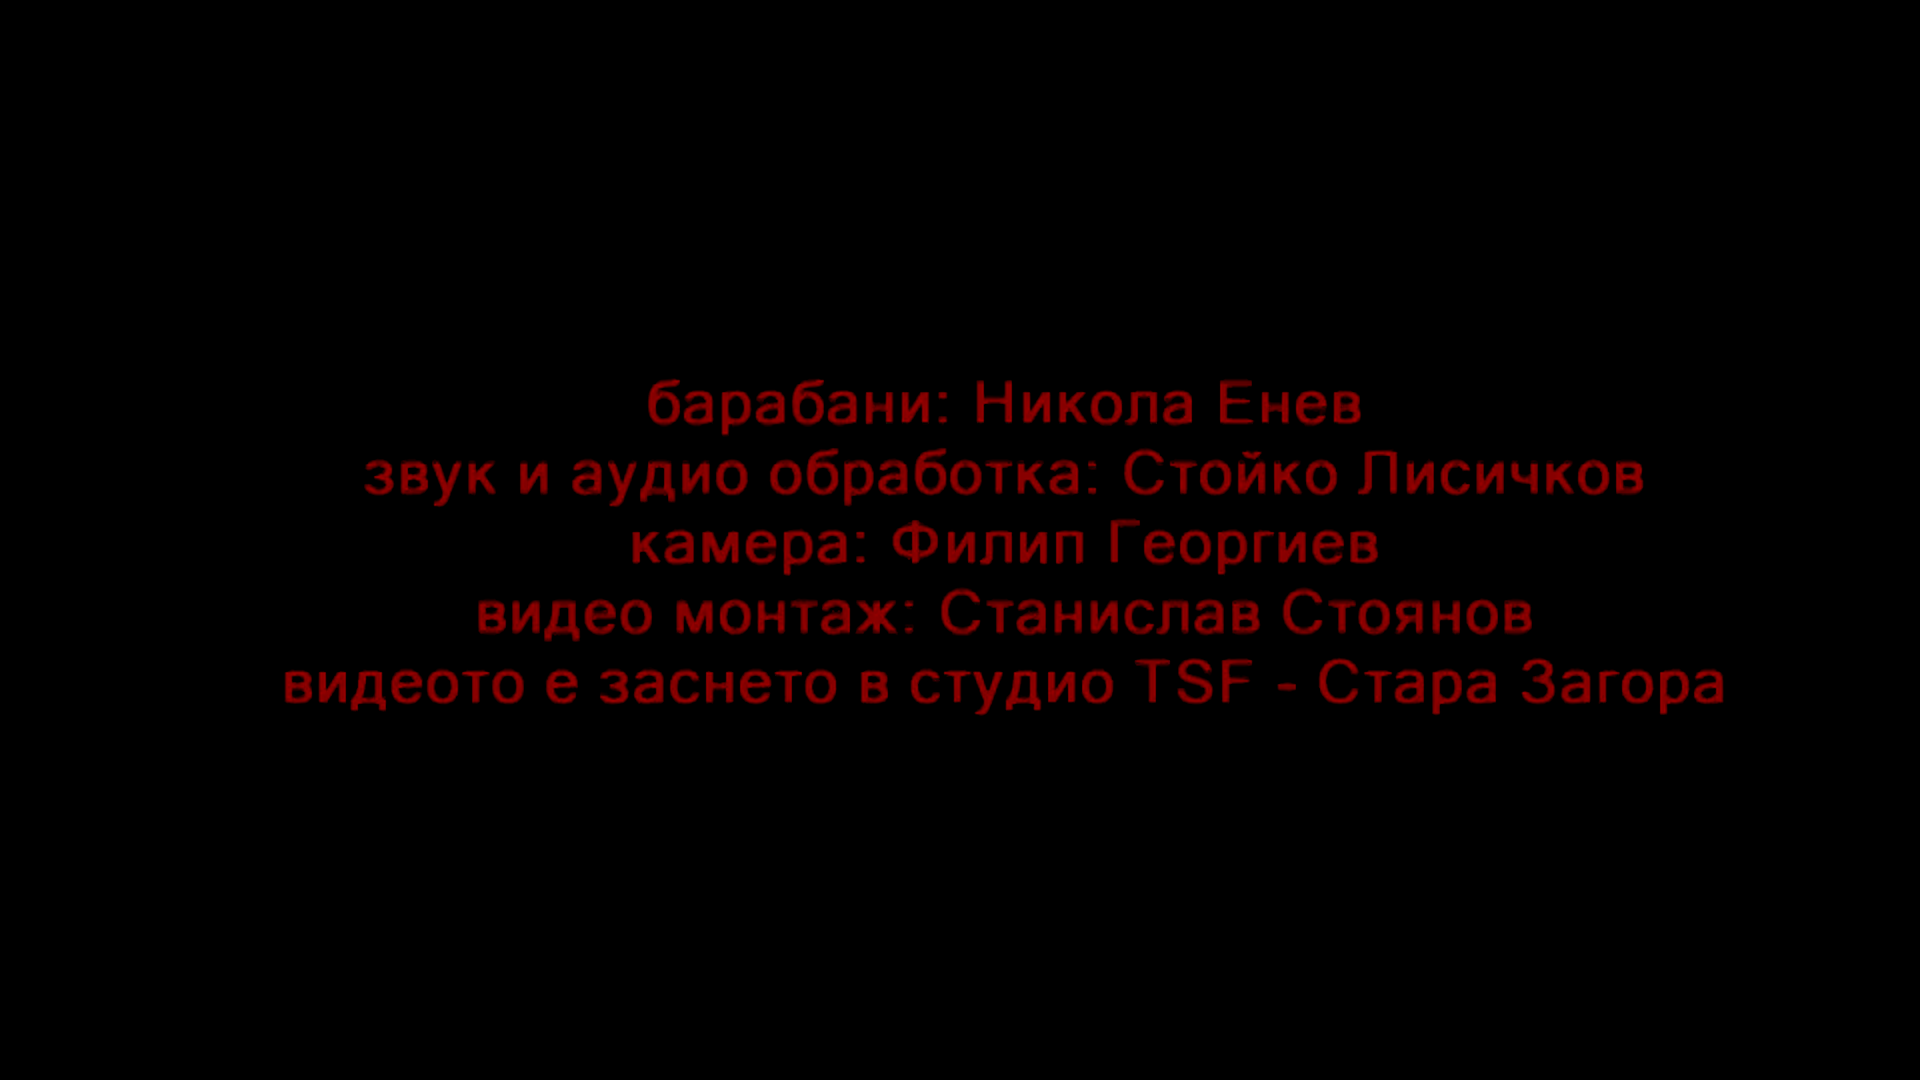 барабани: Никола Енев
звук и аудио обработка: Стойко Лисичков
камера: Филип Георгиев
видео монтаж: Станислав Стоянов
видеото е заснето в студио TSF - Стара Загора